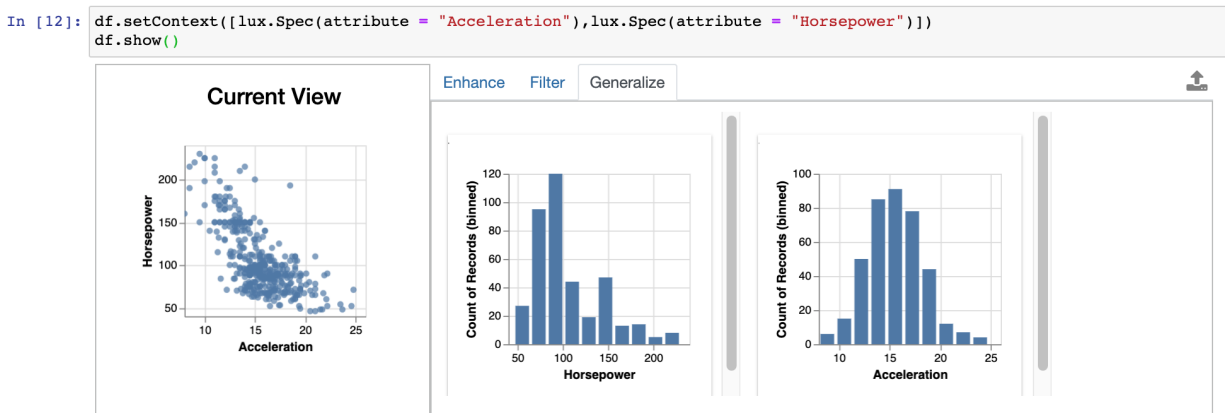 In [12]: df.setContext([lux.Spec(attribute = "Acceleration"),lux.Spec(attribute = "Horsepower")])
df.show()
Current View
Enhance Filter Generalize
200
150
100
50
Horsepower
10 15 20 25
Acceleration
120
100
80
60
40
20
0
Count of Records (binned)
50 100 150 200
Horsepower
100
80
60
40
20
0
Count of Records (binned)
10 15 20 25
Acceleration